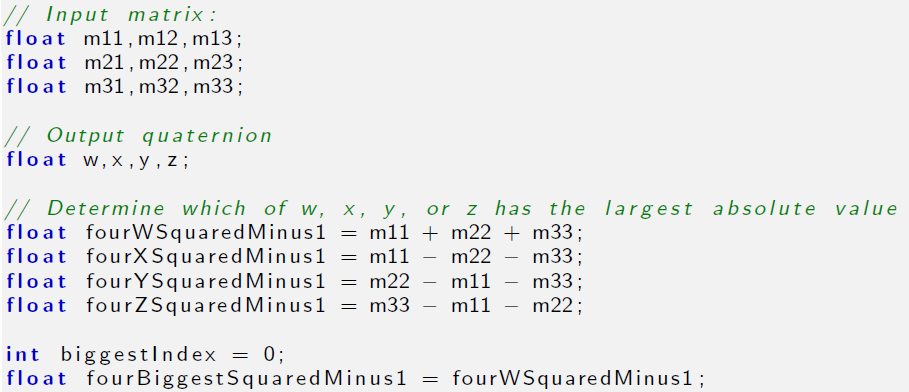 // Input matrix:
float m11,m12,m13;
float m21,m22,m23;
float m31,m32,m33;
// Output quaternion
float w,x,y,z;
// Determine which of w, x, y, or z has the largest absolute value
float fourWSquaredMinus1 = m11 + m22 + m33;
float fourXSquaredMinus1 = m11 − m22 − m33;
float fourYSquaredMinus1 = m22 − m11 − m33;
float fourZSquaredMinus1 = m33 − m11 − m22;
int biggestIndex = 0;
float fourBiggestSquaredMinus1 = fourWSquaredMinus1;